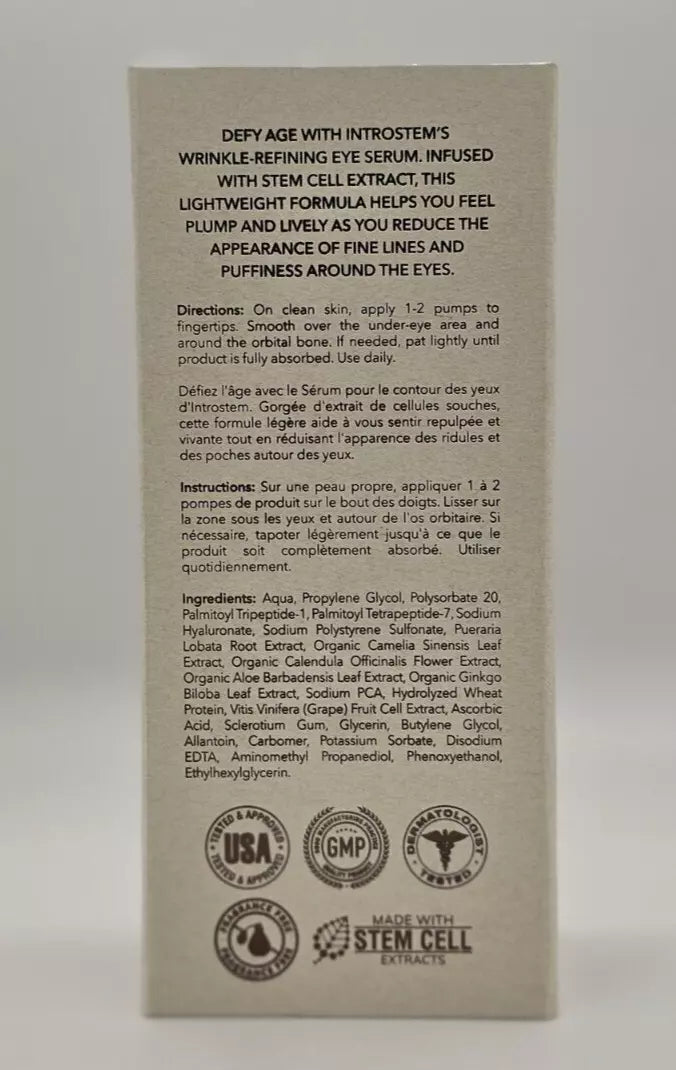 DEFY AGE WITH INTROSTEM'S
WRINKLE-REFINING EYE SERUM. INFUSED
WITH STEM CELL EXTRACT, THIS
LIGHTWEIGHT FORMULA HELPS YOU FEEL
PLUMP AND LIVELY AS YOU REDUCE THE
APPEARANCE OF FINE LINES AND
PUFFINESS AROUND THE EYES.
Directions: On clean skin, apply 1-2 pumps to
fingertips. Smooth over the under-eye area and
around the orbital bone. If needed, pat lightly until
product is fully absorbed. Use daily.
Défiez l'âge avec le Sérum pour le contour des yeux
d'Introstem. Gorgée d'extrait de cellules souches,
cette formule légère aide à vous sentir repulpée et
vivante tout en réduisant l'apparence des ridules et
des poches autour des yeux.
Instructions: Sur une peau propre, appliquer 1 à 2
pompes de produit sur le bout des doigts. Lisser sur
la zone sous les yeux et autour de l'os orbitaire. Si
nécessaire, tapoter légèrement jusqu'à ce que le
produit soit complètement absorbé. Utiliser
quotidiennement.
Ingredients: Aqua, Propylene Glycol, Polysorbate 20,
Palmitoyl Tripeptide-1, Palmitoyl Tetrapeptide-7, Sodium
Hyaluronate, Sodium Polystyrene Sulfonate, Pueraria
Lobata Root Extract, Organic Camelia Sinensis Leaf
Extract, Organic Calendula Officinalis Flower Extract,
Organic Aloe Barbadensis Leaf Extract, Organic Ginkgo
Biloba Leaf Extract, Sodium PCA, Hydrolyzed Wheat
Protein, Vitis Vinifera (Grape) Fruit Cell Extract, Ascorbic
Acid, Sclerotium Gum, Glycerin, Butylene Glycol,
Allantoin, Carbomer, Potassium Sorbate, Disodium
EDTA, Aminomethyl Propanediol, Phenoxyethanol,
Ethylhexylglycerin.
TESTED & APPROVED
USA
TESTED & APPROVED
GOOD MANUFACTURING PRACTICE
GMP
QUALITY PRODUCT
DERMATOLOGIST
TESTED
FRAGRANCE FREE
FRAGRANCE FREE
MADE WITH
STEM CELL
EXTRACTS